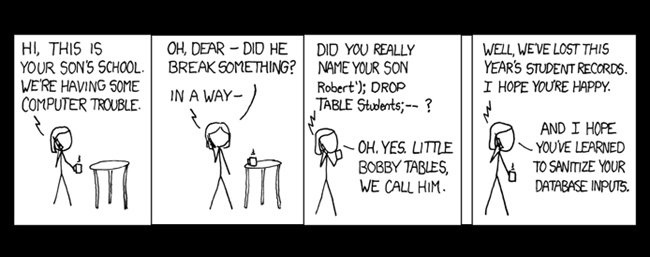 HI, THIS IS
YOUR SON'S SCHOOL.
WE'RE HAVING SOME
COMPUTER TROUBLE.
OH, DEAR – DID HE
BREAK SOMETHING?
IN A WAY–
DID YOU REALLY
NAME YOUR SON
Robert'); DROP
TABLE Students;-- ?
OH, YES. LITTLE
BOBBY TABLES,
WE CALL HIM.
WELL, WE'VE LOST THIS
YEAR'S STUDENT RECORDS.
I HOPE YOU'RE HAPPY.
AND I HOPE
YOU'VE LEARNED
TO SANITIZE YOUR
DATABASE INPUTS.